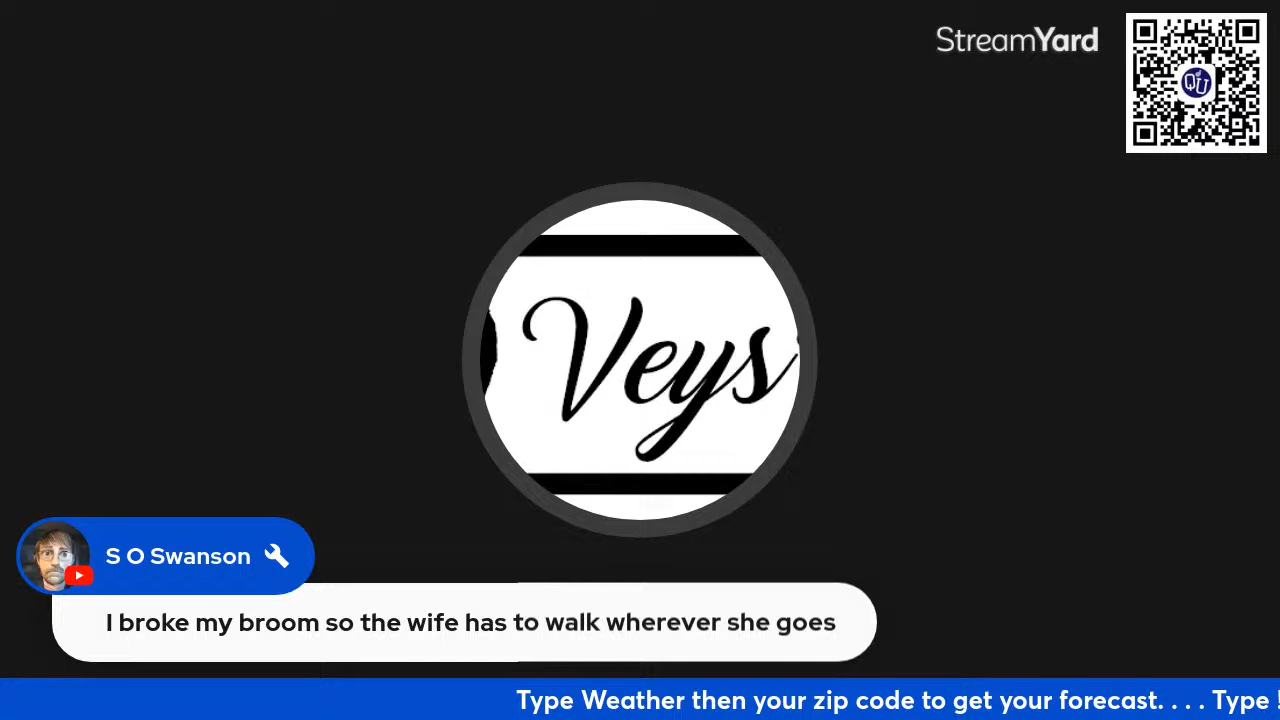 StreamYard
QU
Veys
S O Swanson
I broke my broom so the wife has to walk wherever she goes
Type Weather then your zip code to get your forecast. . . . Type